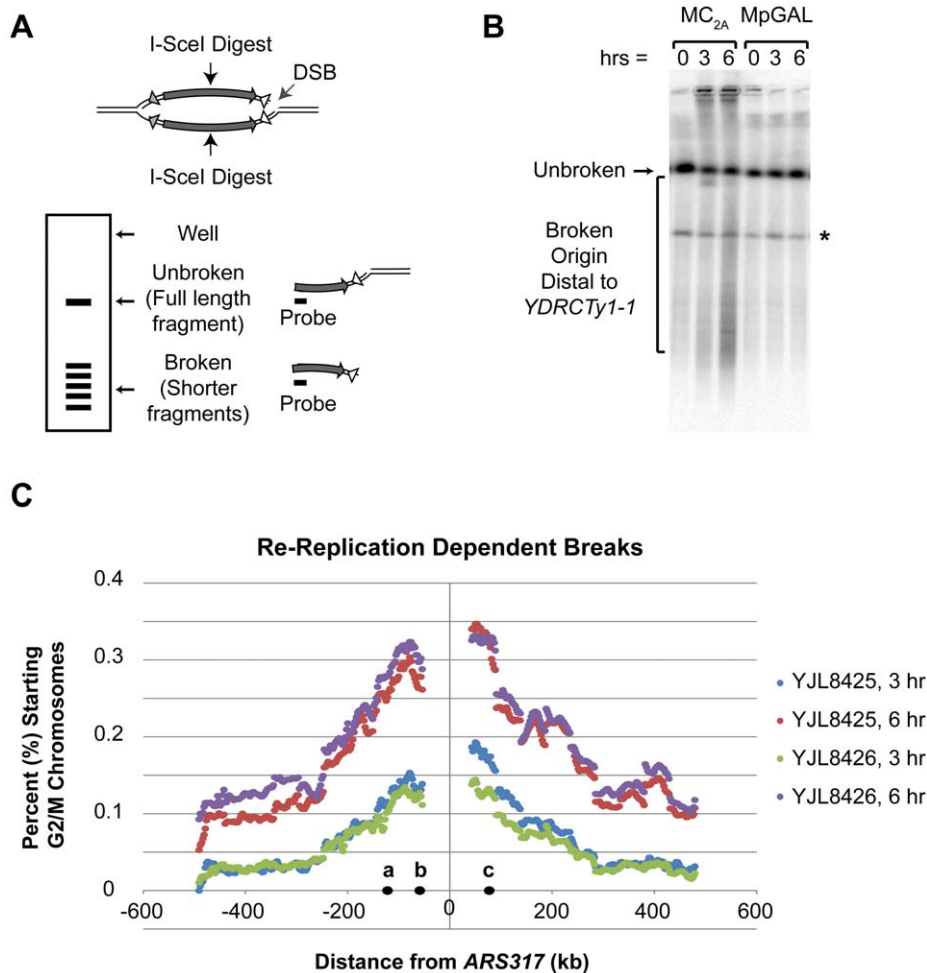 A
I-SceI Digest
DSB
I-SceI Digest
Well
Unbroken
(Full length
fragment)
Probe
Broken
(Shorter
fragments)
Probe
B
MC2A MpGAL
hrs = 0 3 6 0 3 6
Unbroken
Broken
Origin
Distal to
YDRCTy1-1
*
C
Re-Replication Dependent Breaks
Percent (%) Starting
G2/M Chromosomes
0.4
0.3
0.2
0.1
0
a b c
-600 -400 -200 0 200 400 600
Distance from ARS317 (kb)
YJL8425, 3 hr
YJL8425, 6 hr
YJL8426, 3 hr
YJL8426, 6 hr